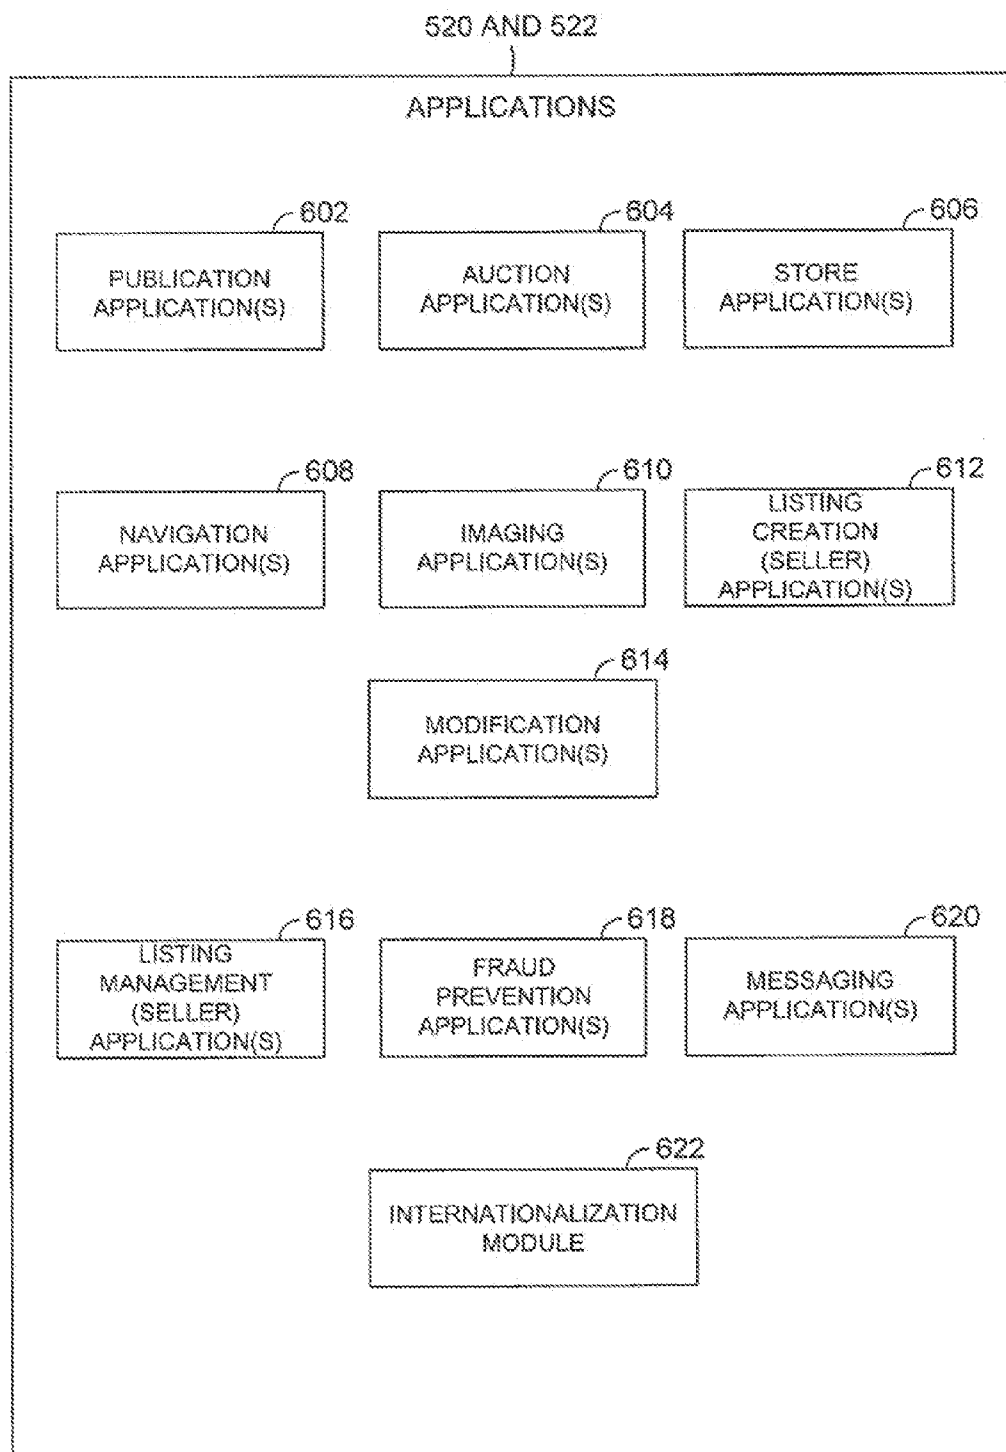 520 AND 522
APPLICATIONS
602
PUBLICATION
APPLICATION(S)
604
AUCTION
APPLICATION(S)
606
STORE
APPLICATION(S)
608
NAVIGATION
APPLICATION(S)
610
IMAGING
APPLICATION(S)
612
LISTING
CREATION
(SELLER)
APPLICATION(S)
614
MODIFICATION
APPLICATION(S)
616
LISTING
MANAGEMENT
(SELLER)
APPLICATION(S)
618
FRAUD
PREVENTION
APPLICATION(S)
620
MESSAGING
APPLICATION(S)
622
INTERNATIONALIZATION
MODULE